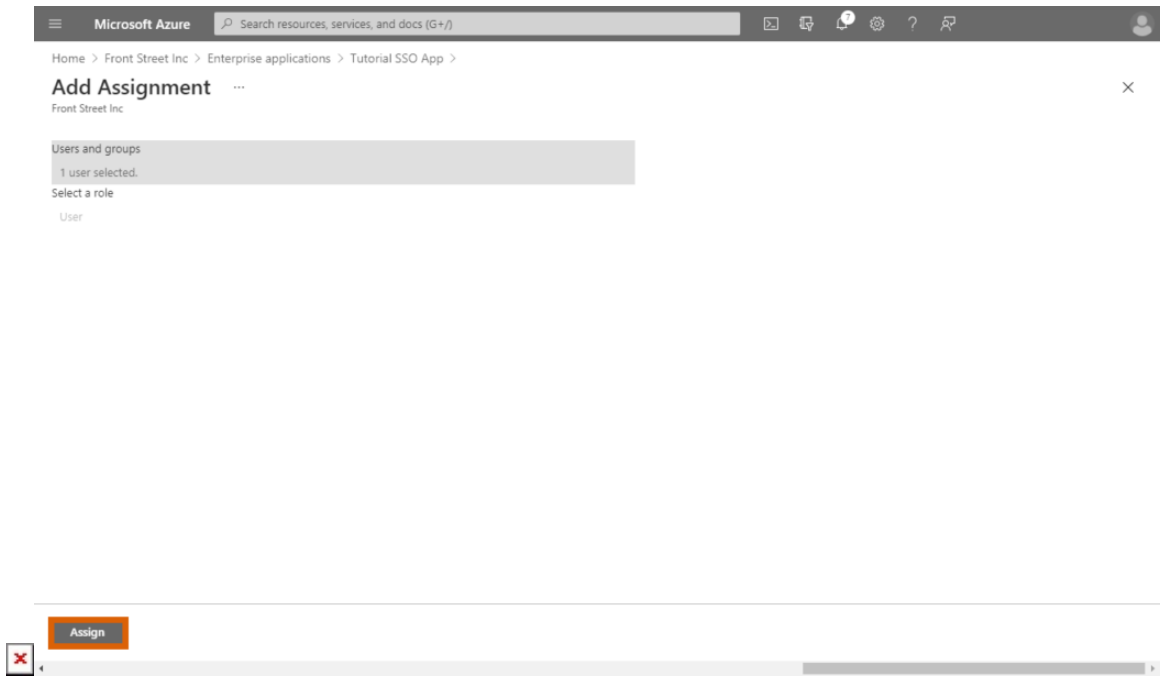 Microsoft Azure
Search resources, services, and docs (G+/)
7
Home > Front Street Inc > Enterprise applications > Tutorial SSO App >
Add Assignment ...
Front Street Inc
Users and groups
1 user selected.
Select a role
User
Assign